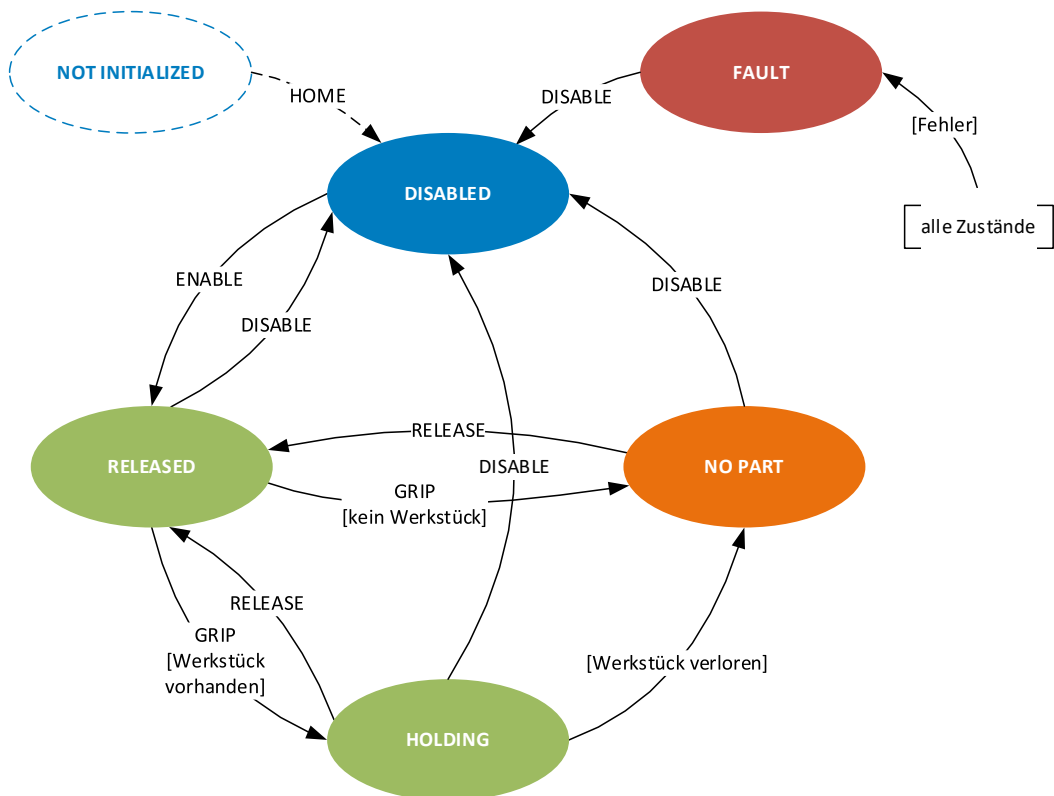 NOT INITIALIZED
FAULT
HOME
DISABLE
[Fehler]
DISABLED
alle Zustände
ENABLE
DISABLE
DISABLE
RELEASE
RELEASED
DISABLE
NO PART
GRIP
[kein Werkstück]
RELEASE
GRIP
[Werkstück
vorhanden]
[Werkstück verloren]
HOLDING